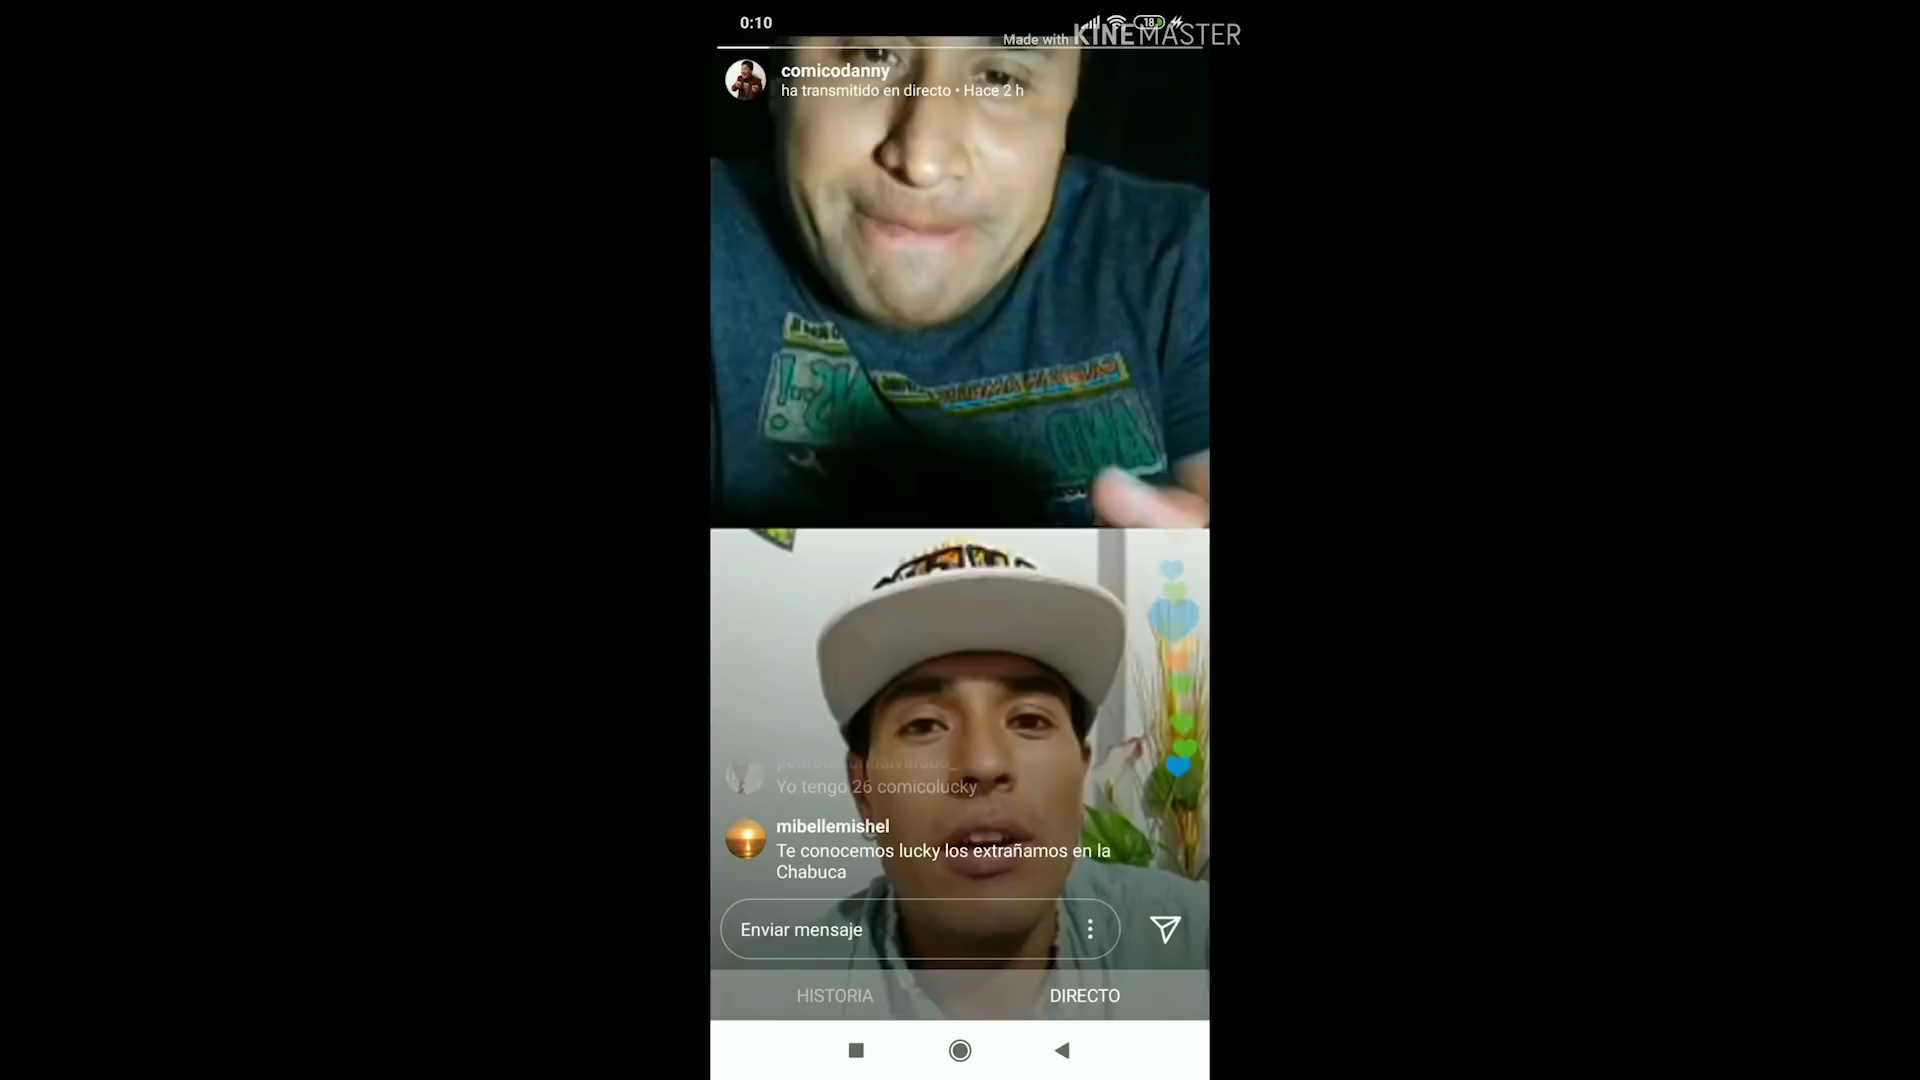 0:10
18
Made with KINEMASTER
comicodanny
ha transmitido en directo • Hace 2 h
Yo tengo 26 comicolucky
mibellemishel
Te conocemos lucky los extrañamos en la
Chabuca
Enviar mensaje
HISTORIA
DIRECTO